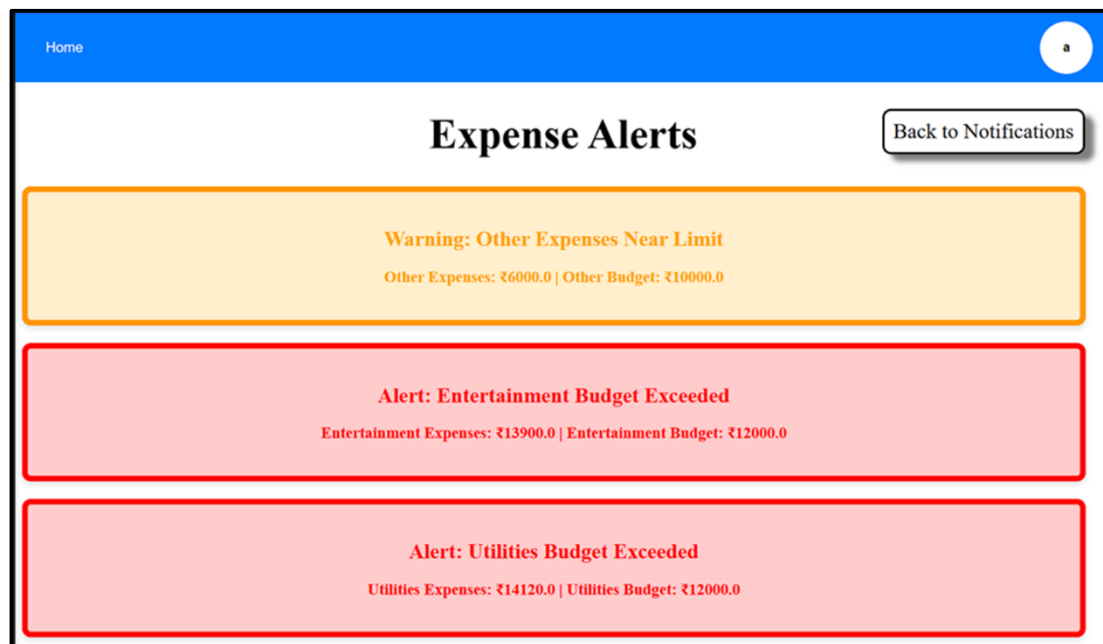 Home
a
Expense Alerts
Back to Notifications
Warning: Other Expenses Near Limit
Other Expenses: ₹6000.0 | Other Budget: ₹10000.0
Alert: Entertainment Budget Exceeded
Entertainment Expenses: ₹13900.0 | Entertainment Budget: ₹12000.0
Alert: Utilities Budget Exceeded
Utilities Expenses: ₹14120.0 | Utilities Budget: ₹12000.0